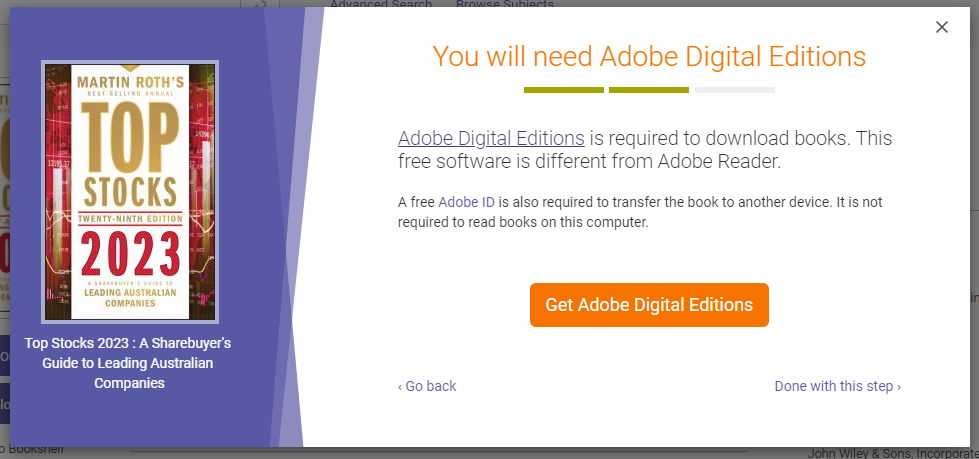 Advanced Search Browse Subjects
You will need Adobe Digital Editions
MARTIN ROTH'S
BEST-SELLING ANNUAL
TOP
STOCKS
TWENTY-NINTH EDITION
2023
A SHAREBUYER'S GUIDE TO
LEADING AUSTRALIAN
COMPANIES
Top Stocks 2023 : A Sharebuyer's
Guide to Leading Australian
Companies
Adobe Digital Editions is required to download books. This
free software is different from Adobe Reader.
A free Adobe ID is also required to transfer the book to another device. It is not
required to read books on this computer.
Get Adobe Digital Editions
‹ Go back
Done with this step ›
o Bookshelf
John Wiley & Sons, Incorporate